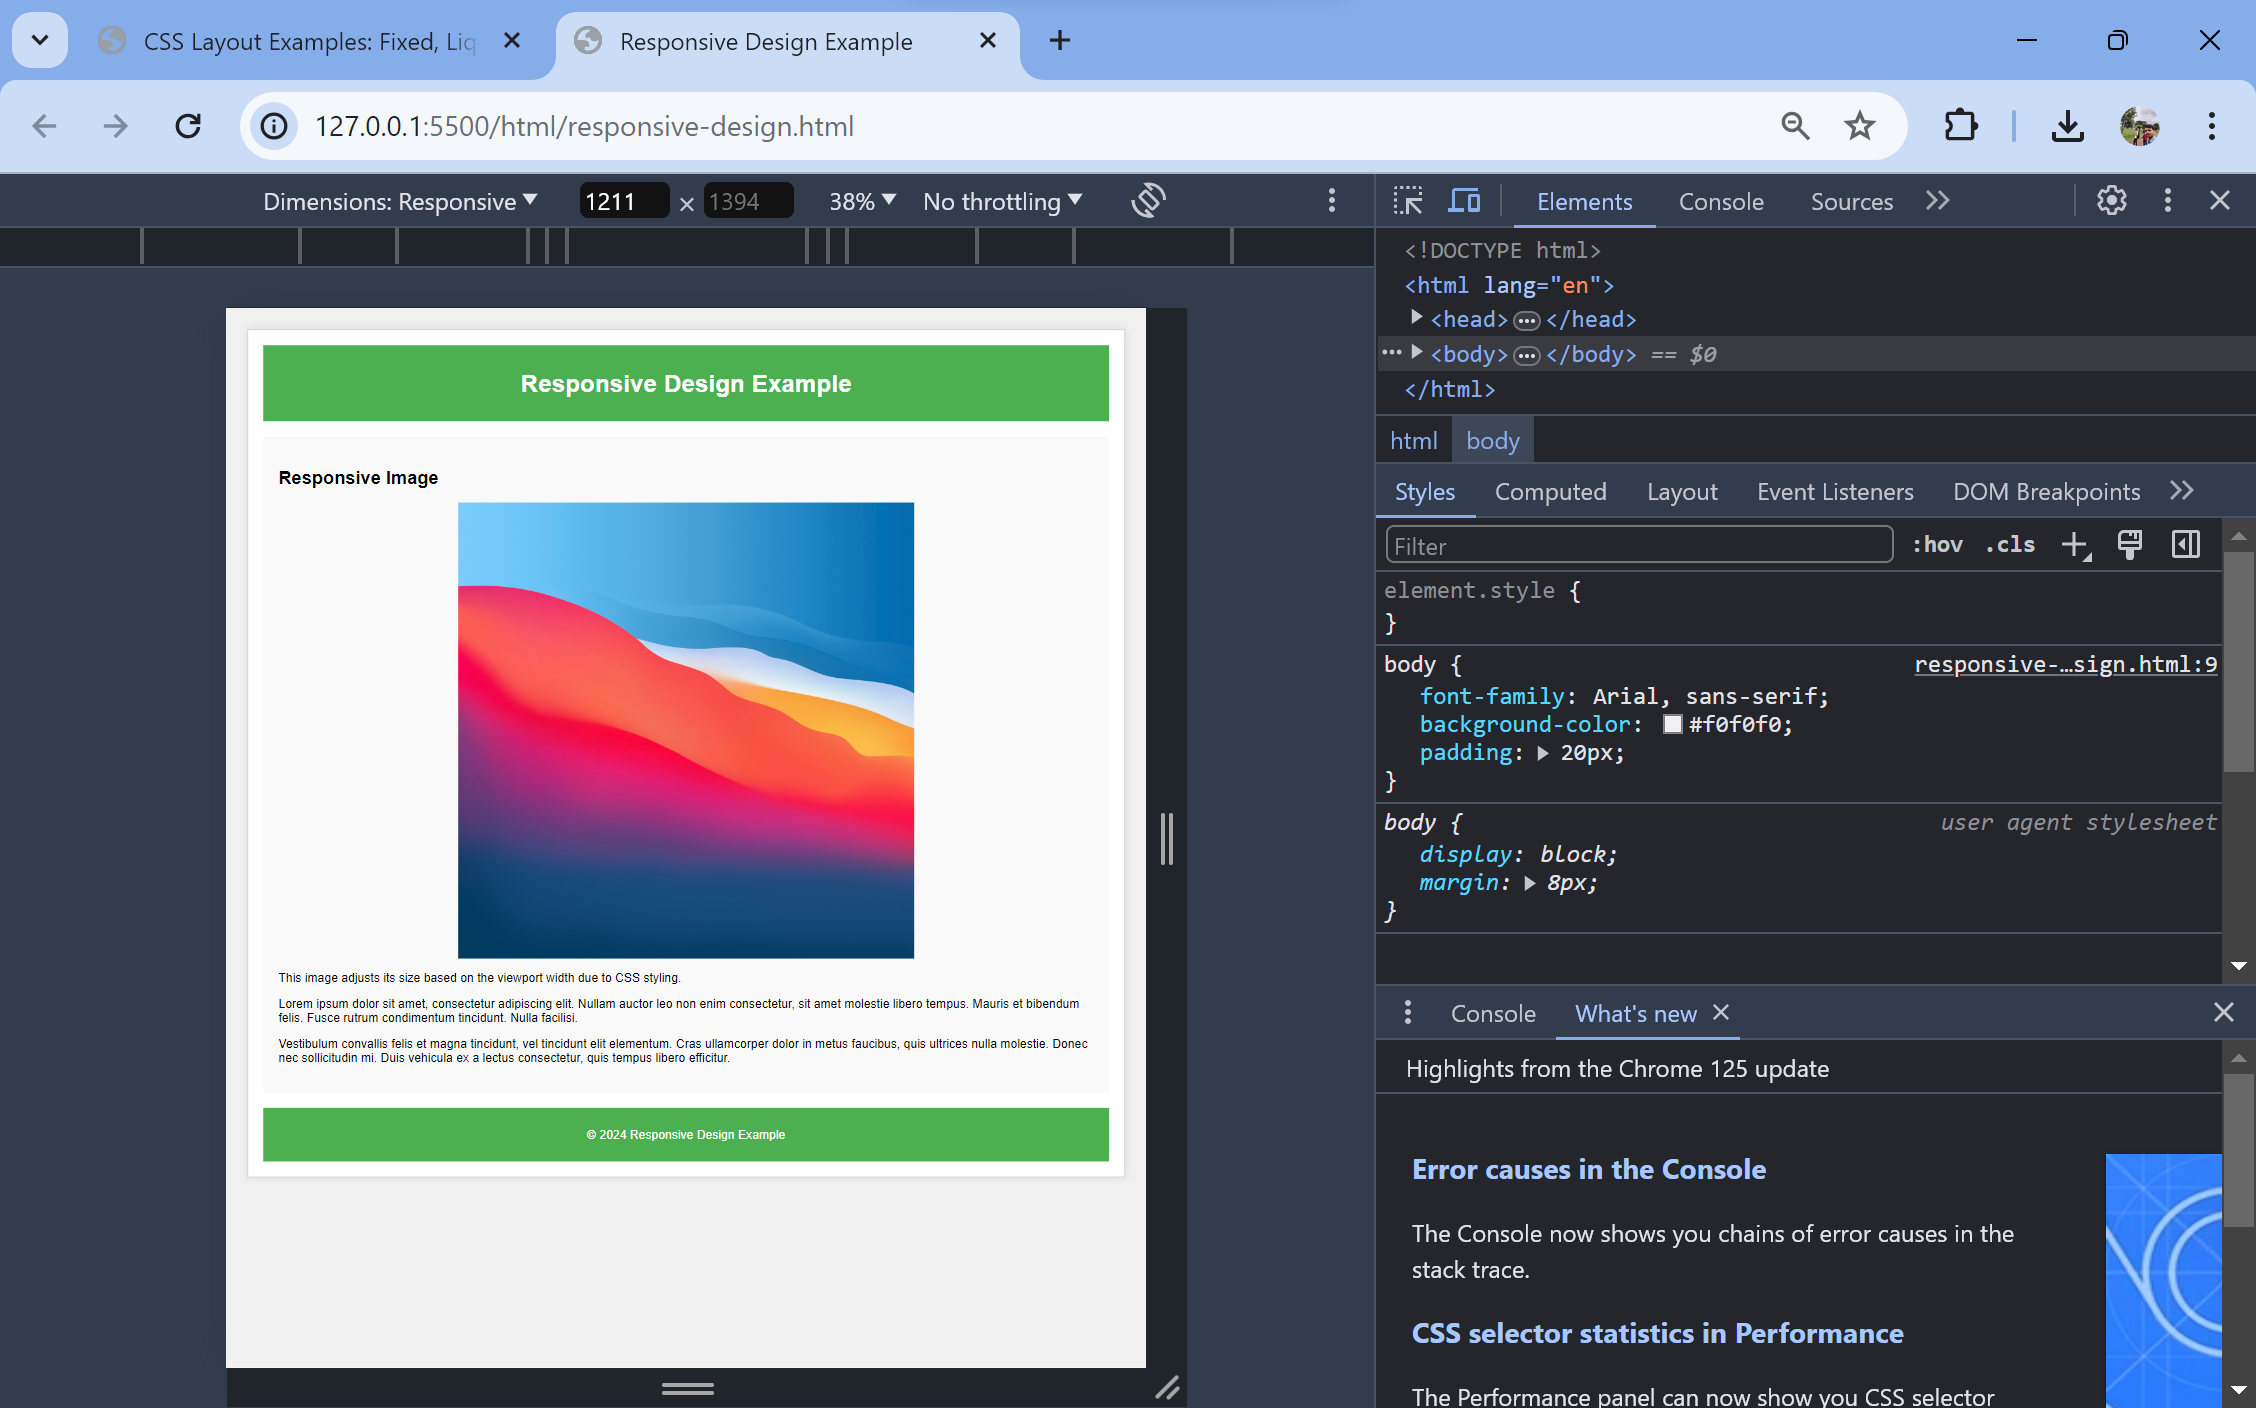 CSS Layout Examples: Fixed, Liq
Responsive Design Example
127.0.0.1:5500/html/responsive-design.html
Dimensions: Responsive 1211 × 1394 38% No throttling
Responsive Design Example
Responsive Image
This image adjusts its size based on the viewport width due to CSS styling.
Lorem ipsum dolor sit amet, consectetur adipiscing elit. Nullam auctor leo non enim consectetur, sit amet molestie libero tempus. Mauris et bibendum
felis. Fusce rutrum condimentum tincidunt. Nulla facilisi.
Vestibulum convallis felis et magna tincidunt, vel tincidunt elit elementum. Cras ullamcorper dolor in metus faucibus, quis ultrices nulla molestie. Donec
nec sollicitudin mi. Duis vehicula ex a lectus consectetur, quis tempus libero efficitur.
© 2024 Responsive Design Example
Elements Console Sources
<!DOCTYPE html>
<html lang="en">
<head>…</head>
<body>…</body> == $0
</html>
html body
Styles Computed Layout Event Listeners DOM Breakpoints
Filter :hov .cls
element.style {
}
body { responsive-…sign.html:9
font-family: Arial, sans-serif;
background-color: #f0f0f0;
padding: 20px;
}
body { user agent stylesheet
display: block;
margin: 8px;
}
Console What's new
Highlights from the Chrome 125 update
Error causes in the Console
The Console now shows you chains of error causes in the
stack trace.
CSS selector statistics in Performance
The Performance panel can now show you CSS selector